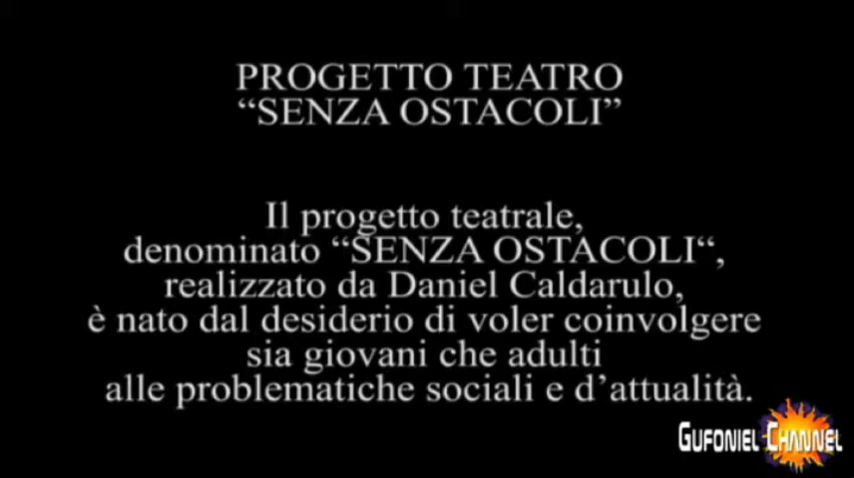 PROGETTO TEATRO
“SENZA OSTACOLI”
Il progetto teatrale,
denominato “SENZA OSTACOLI“,
realizzato da Daniel Caldarulo,
è nato dal desiderio di voler coinvolgere
sia giovani che adulti
alle problematiche sociali e d’attualità.
GUFONIEL CHANNEL